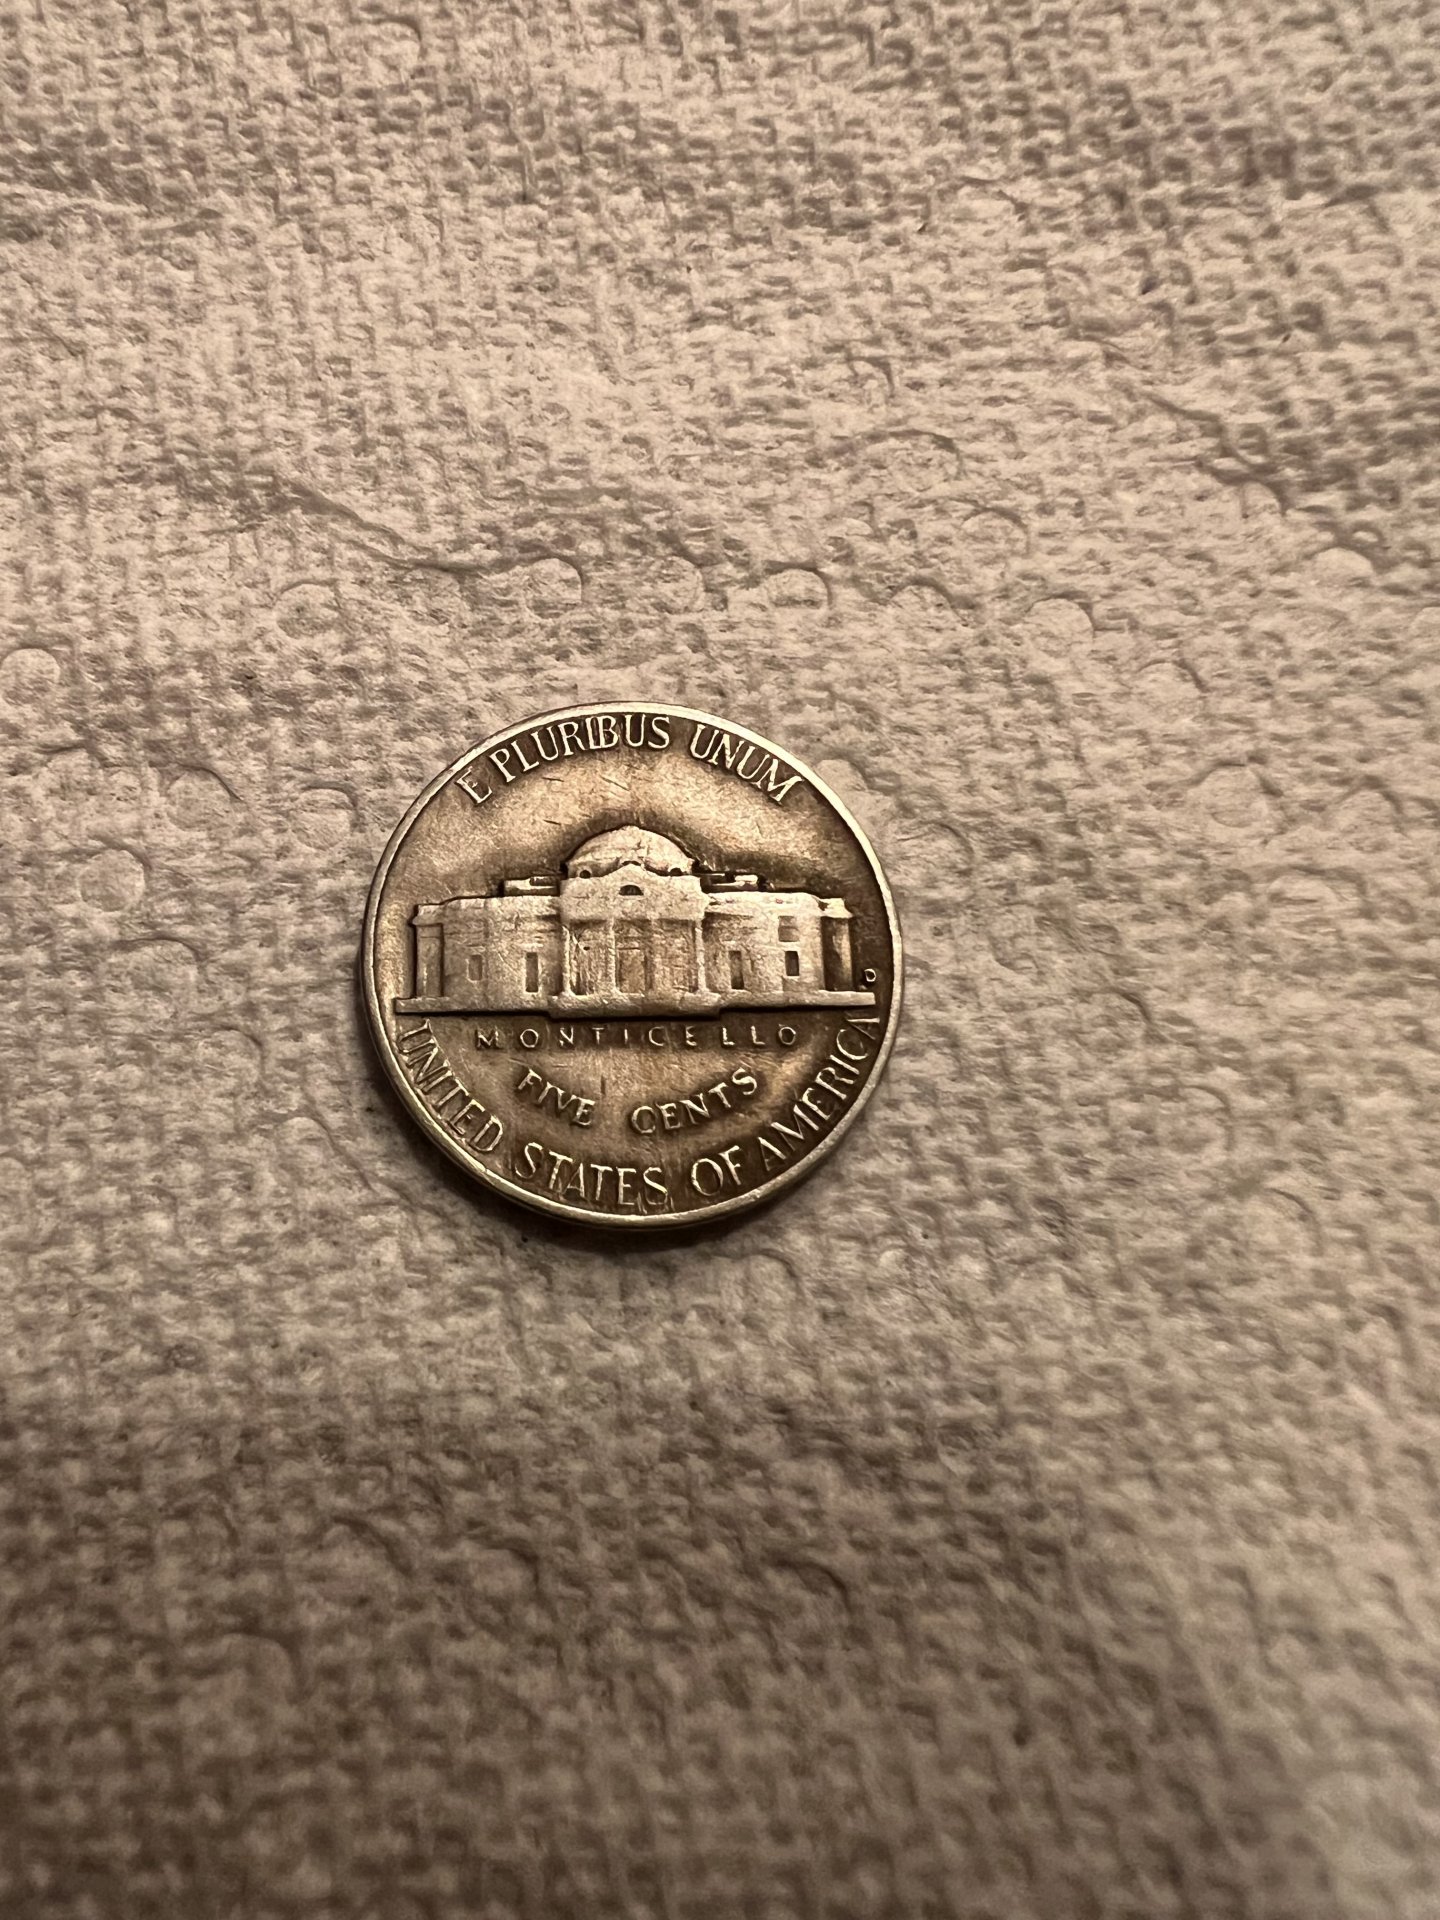 E PLURIBUS UNUM
D
MONTICELLO
FIVE CENTS
UNITED STATES OF AMERICA